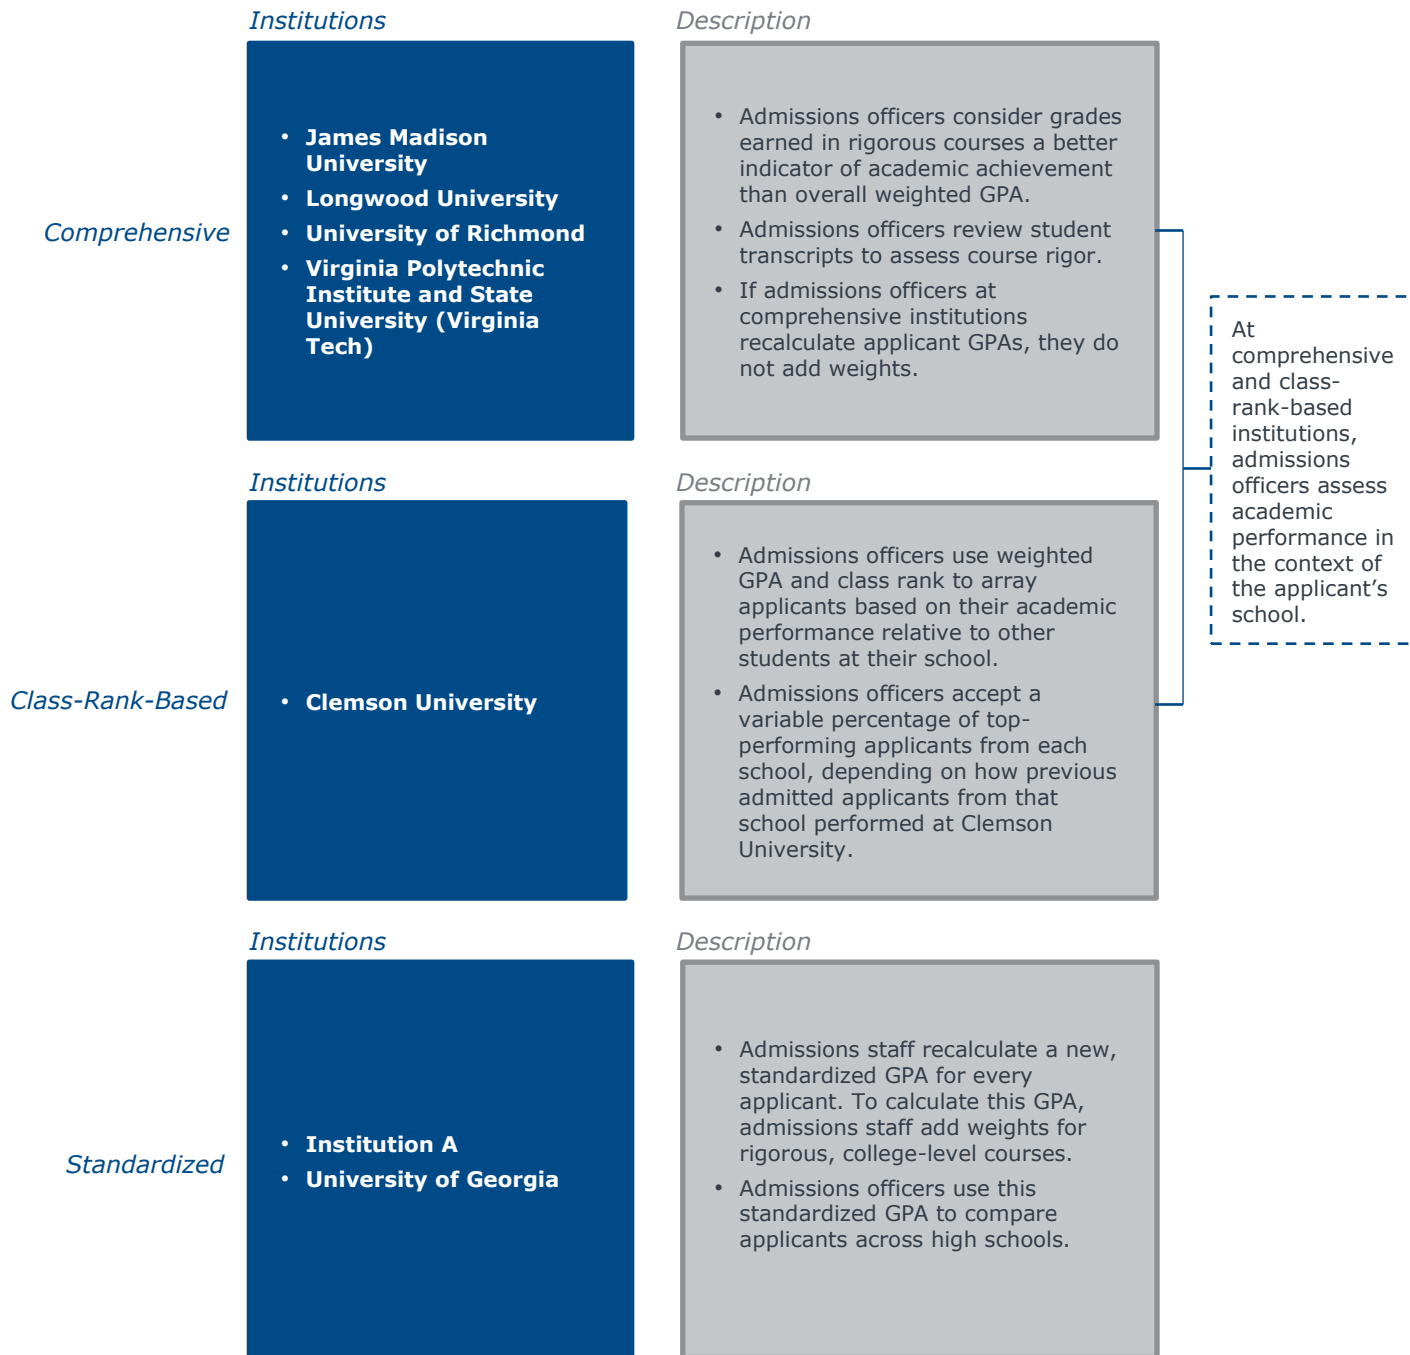 Institutions
Description
Comprehensive
• James Madison
University
• Longwood University
• University of Richmond
• Virginia Polytechnic
Institute and State
University (Virginia
Tech)
• Admissions officers consider grades
earned in rigorous courses a better
indicator of academic achievement
than overall weighted GPA.
• Admissions officers review student
transcripts to assess course rigor.
• If admissions officers at
comprehensive institutions
recalculate applicant GPAs, they do
not add weights.
At
comprehensive
and class-
rank-based
institutions,
admissions
officers assess
academic
performance in
the context of
the applicant’s
school.
Institutions
Description
Class-Rank-Based
• Clemson University
• Admissions officers use weighted
GPA and class rank to array
applicants based on their academic
performance relative to other
students at their school.
• Admissions officers accept a
variable percentage of top-
performing applicants from each
school, depending on how previous
admitted applicants from that
school performed at Clemson
University.
Institutions
Description
Standardized
• Institution A
• University of Georgia
• Admissions staff recalculate a new,
standardized GPA for every
applicant. To calculate this GPA,
admissions staff add weights for
rigorous, college-level courses.
• Admissions officers use this
standardized GPA to compare
applicants across high schools.